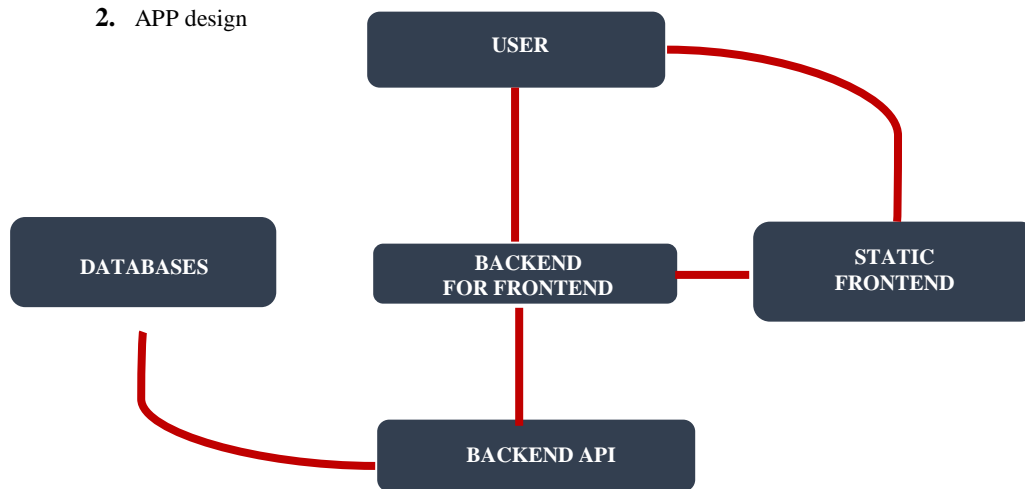 2. APP design
USER
DATABASES
BACKEND
FOR FRONTEND
STATIC
FRONTEND
BACKEND API